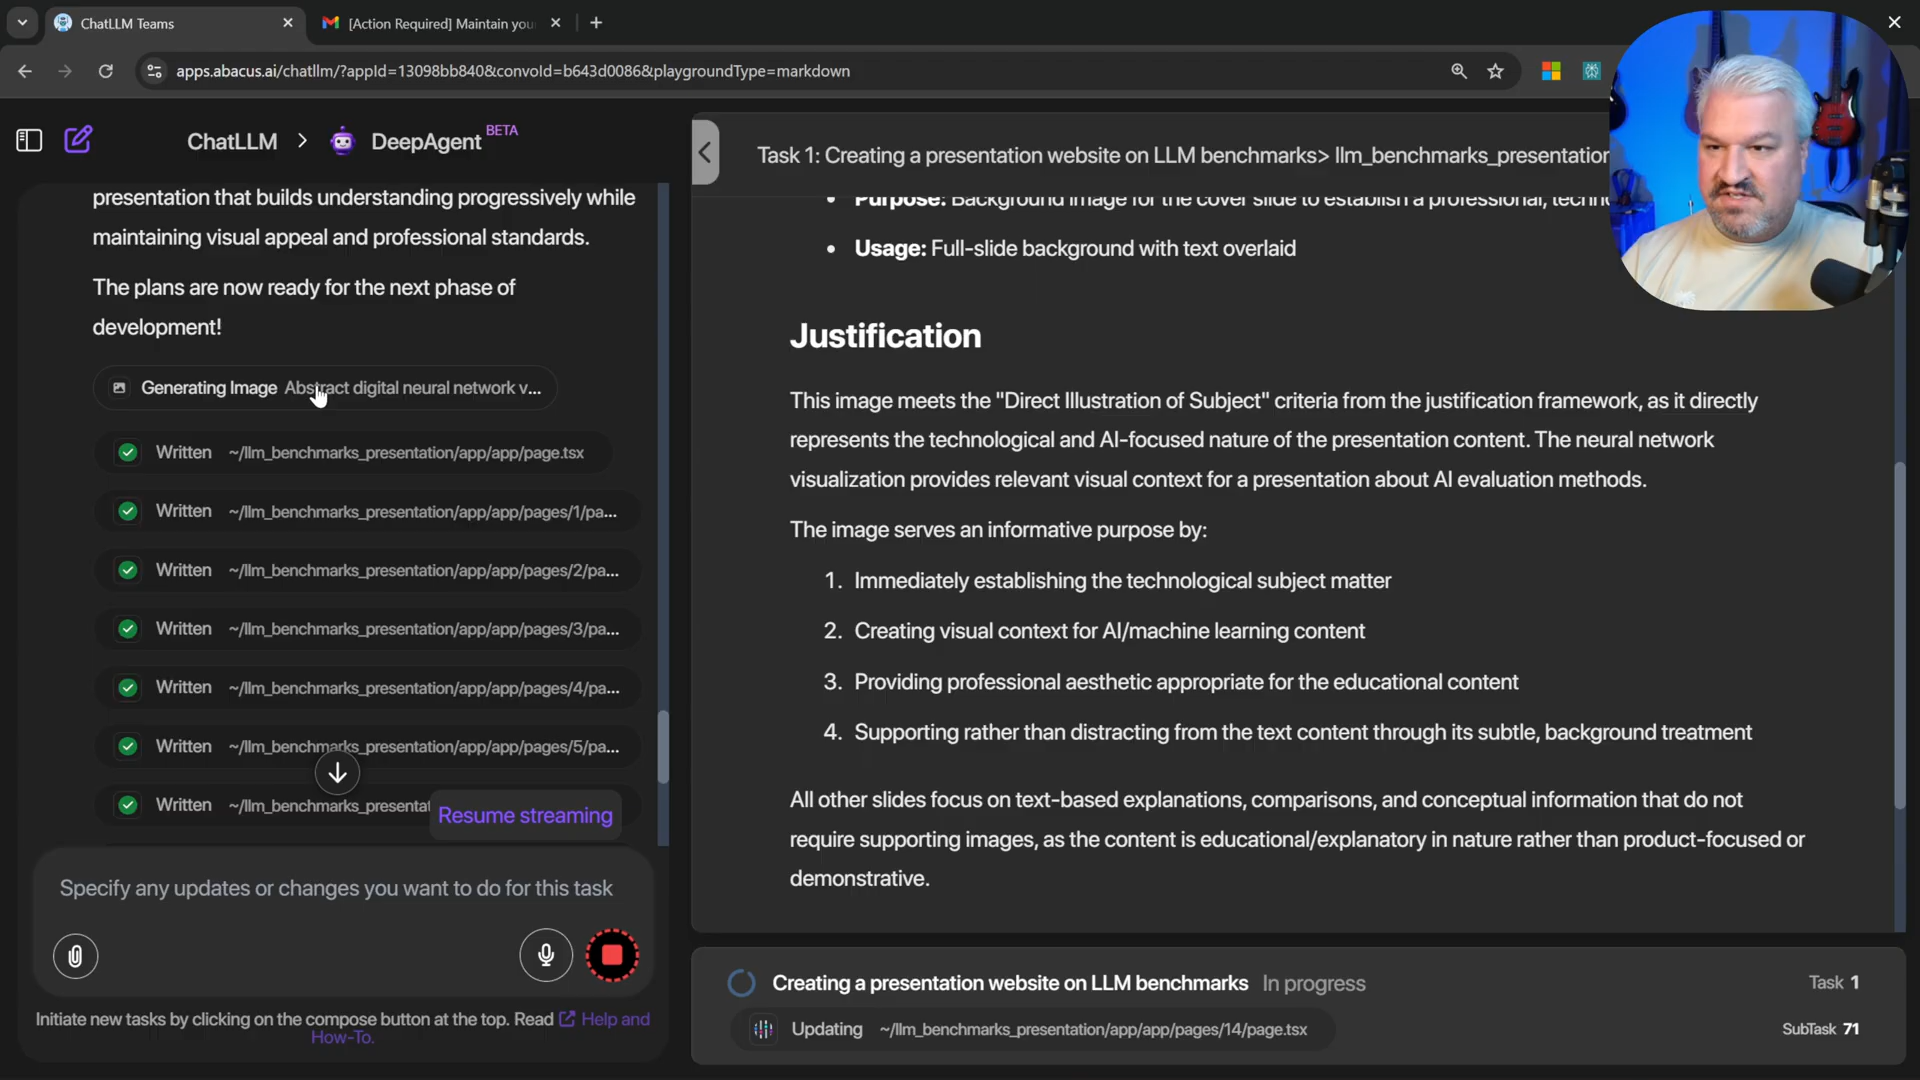 ChatLLM Teams
[Action Required] Maintain you
apps.abacus.ai/chatllm/?appId=13098bb840&convoId=b643d0086&playgroundType=markdown
ChatLLM > DeepAgent BETA
presentation that builds understanding progressively while
maintaining visual appeal and professional standards.
The plans are now ready for the next phase of
development!
Generating Image Abstract digital neural network v...
Written ~/llm_benchmarks_presentation/app/app/page.tsx
Written ~/llm_benchmarks_presentation/app/app/pages/1/pa...
Written ~/llm_benchmarks_presentation/app/app/pages/2/pa...
Written ~/llm_benchmarks_presentation/app/app/pages/3/pa...
Written ~/llm_benchmarks_presentation/app/app/pages/4/pa...
Written ~/llm_benchmarks_presentation/app/app/pages/5/pa...
Written ~/llm_benchmarks_presentat
Resume streaming
Specify any updates or changes you want to do for this task
Initiate new tasks by clicking on the compose button at the top. Read Help and
How-To.
Task 1: Creating a presentation website on LLM benchmarks> llm_benchmarks_presentation
• Purpose: Background image for the cover slide to establish a professional, techno
• Usage: Full-slide background with text overlaid
Justification
This image meets the "Direct Illustration of Subject" criteria from the justification framework, as it directly
represents the technological and AI-focused nature of the presentation content. The neural network
visualization provides relevant visual context for a presentation about AI evaluation methods.
The image serves an informative purpose by:
1. Immediately establishing the technological subject matter
2. Creating visual context for AI/machine learning content
3. Providing professional aesthetic appropriate for the educational content
4. Supporting rather than distracting from the text content through its subtle, background treatment
All other slides focus on text-based explanations, comparisons, and conceptual information that do not
require supporting images, as the content is educational/explanatory in nature rather than product-focused or
demonstrative.
Creating a presentation website on LLM benchmarks In progress Task 1
Updating ~/llm_benchmarks_presentation/app/app/pages/14/page.tsx SubTask 71